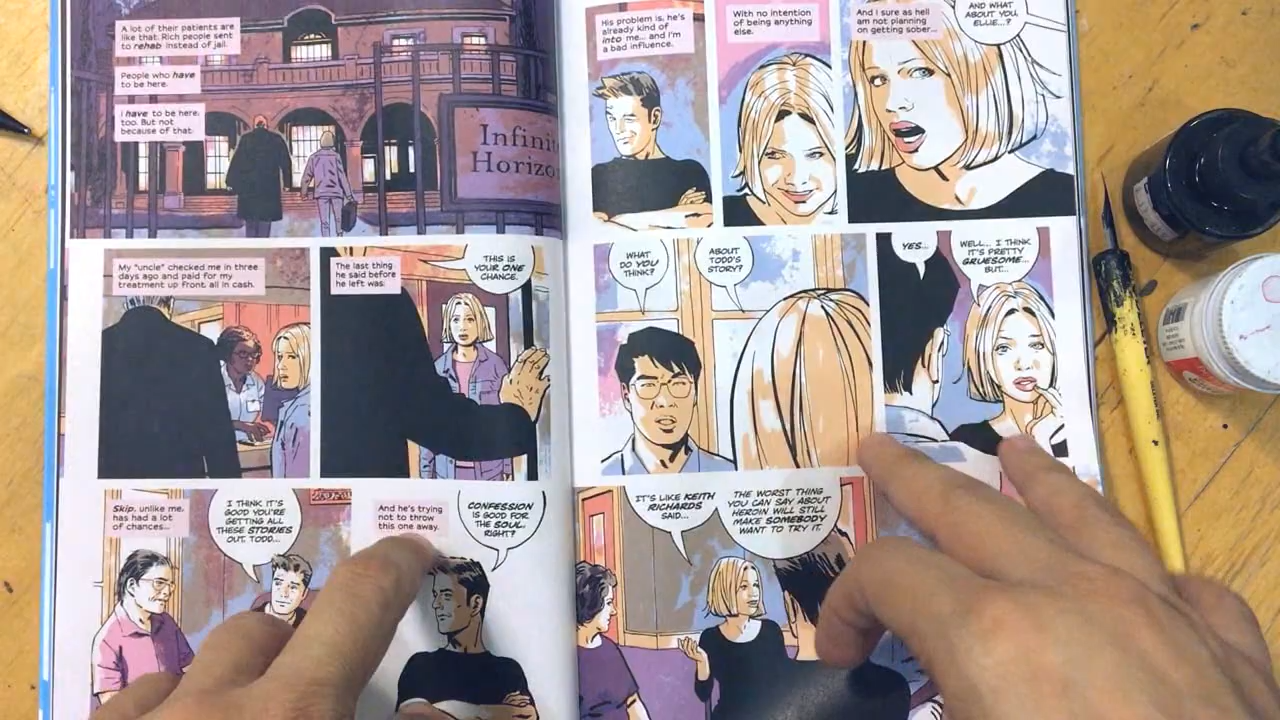 A lot of their patients are
like that. Rich people sent
to rehab instead of jail.
People who have
to be here.
I have to be here,
too. But not
because of that.
Infinit
Horizo
My "uncle" checked me in three
days ago and paid for my
treatment up front all in cash.
The last thing
he said before
he left was:
THIS IS
YOUR ONE
CHANCE.
Skip, unlike me,
has had a lot
of chances...
I THINK IT'S
GOOD YOU'RE
GETTING ALL
THESE STORIES
OUT, TODD...
And he's trying
not to throw
this one away.
CONFESSION
IS GOOD FOR
THE SOUL,
RIGHT?
His problem is, he's
already kind of
into me... and I'm
a bad influence.
With no intention
of being anything
else.
And I sure as hell
am not planning
on getting sober...
AND WHAT
ABOUT YOU,
ELLIE...?
WHAT
DO YOU
THINK?
ABOUT
TODD'S
STORY?
YES...
WELL... I THINK
IT'S PRETTY
GRUESOME...
BUT...
IT'S LIKE KEITH
RICHARDS
SAID...
THE WORST THING
YOU CAN SAY ABOUT
HEROIN WILL STILL
MAKE SOMEBODY
WANT TO TRY IT.